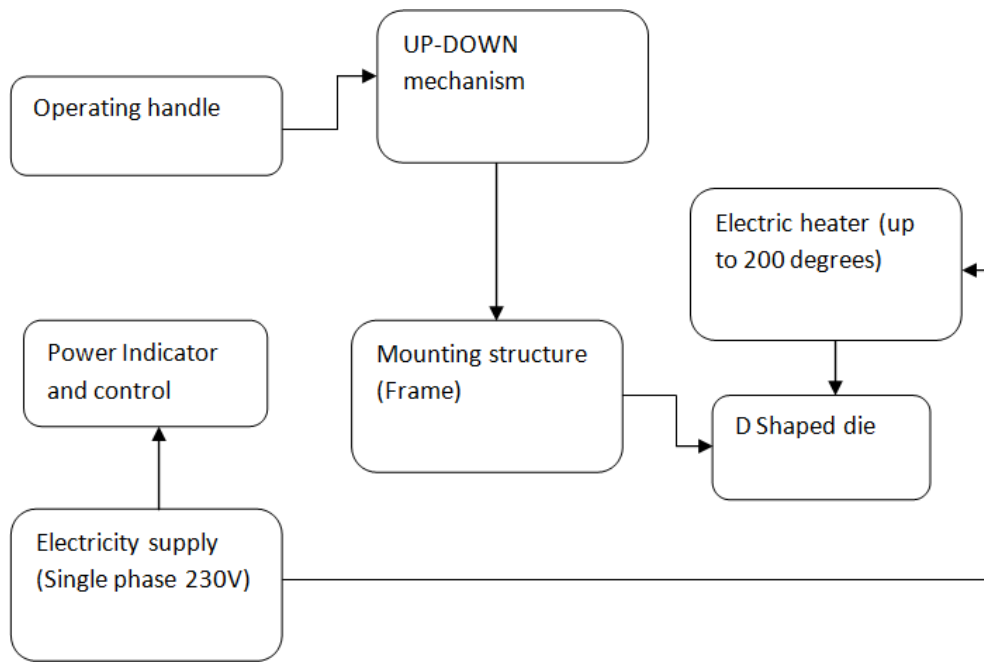 UP-DOWN
mechanism
Operating handle
Electric heater (up
to 200 degrees)
Power Indicator
and control
Mounting structure
(Frame)
D Shaped die
Electricity supply
(Single phase 230V)